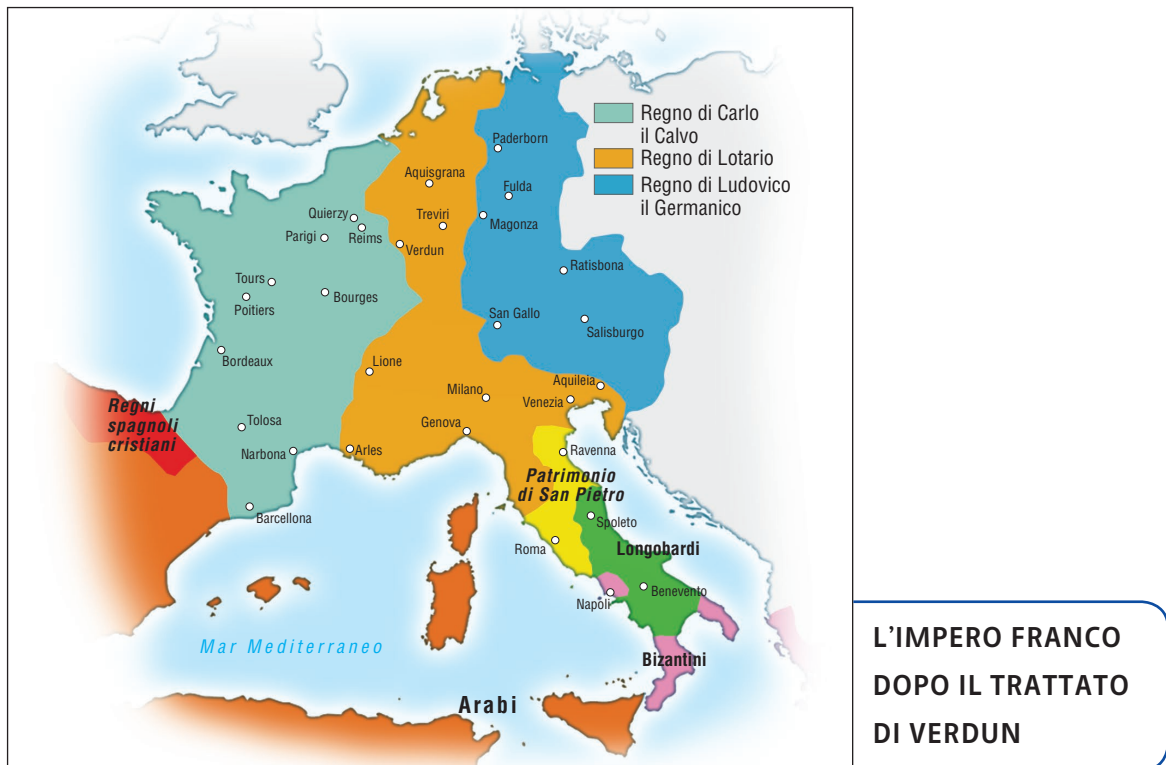 Regno di Carlo
il Calvo
Regno di Lotario
Regno di Ludovico
il Germanico
Paderborn
Aquisgrana
Fulda
Quierzy
Treviri
Magonza
Parigi
Reims
Verdun
Ratisbona
Tours
Bourges
Poitiers
San Gallo
Salisburgo
Bordeaux
Lione
Milano
Aquileia
Venezia
Regni
spagnoli
cristiani
Tolosa
Genova
Narbona
Arles
Ravenna
Patrimonio
di San Pietro
Barcellona
Spoleto
Roma
Longobardi
Napoli
Benevento
Mar Mediterraneo
Bizantini
Arabi
L'IMPERO FRANCO
DOPO IL TRATTATO
DI VERDUN